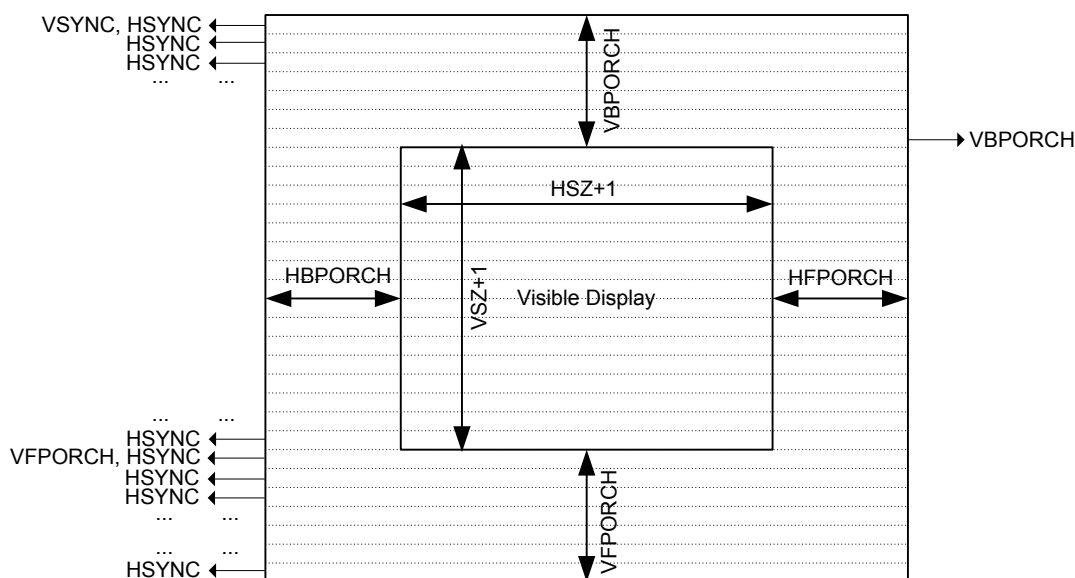 VSYNC, HSYNC
HSYNC
HSYNC
... ...
VBPORCH
VBPORCH
HSZ+1
HBPORCH
VSZ+1
Visible Display
HFPORCH
... ...
HSYNC
VFPORCH, HSYNC
HSYNC
HSYNC
... ...
VFPORCH
... ...
HSYNC